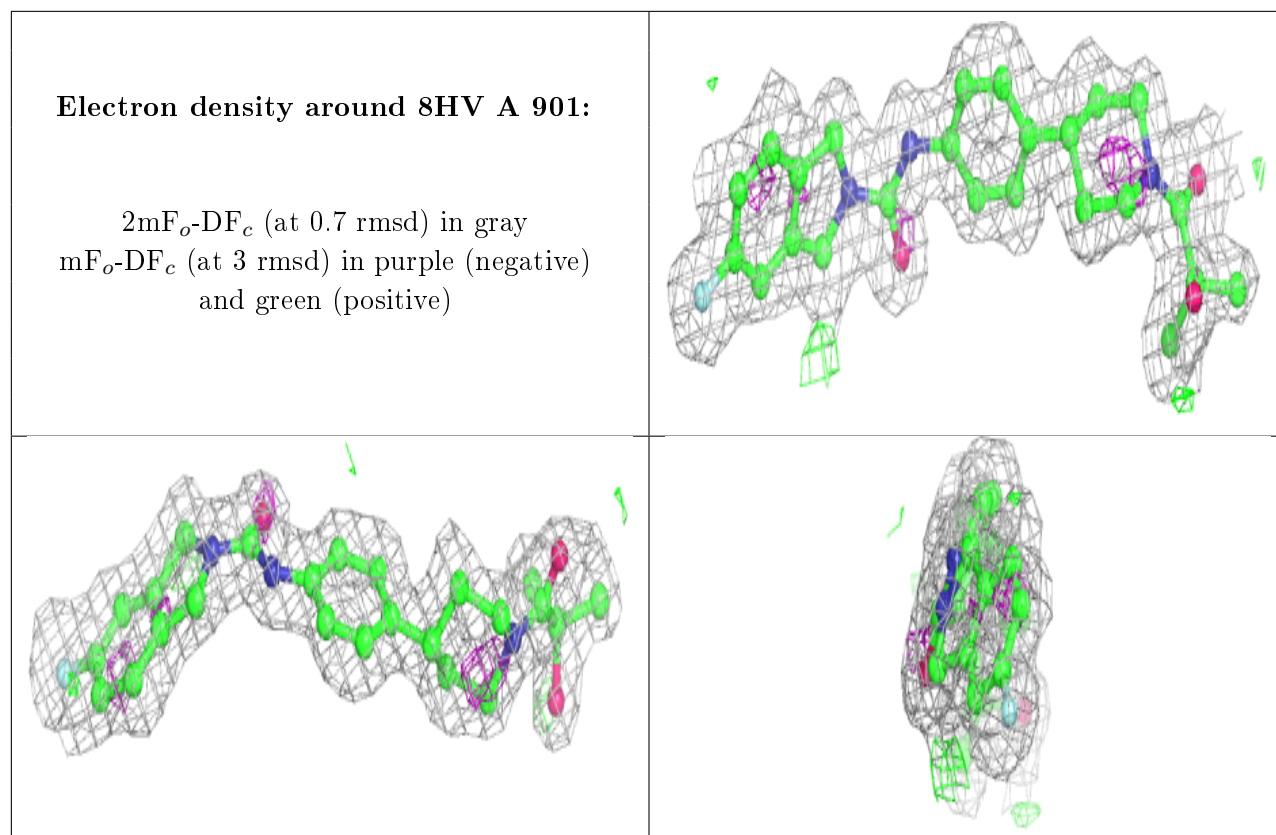 Electron density around 8HV A 901:
2mFₒ-DF𝒸 (at 0.7 rmsd) in gray
mFₒ-DF𝒸 (at 3 rmsd) in purple (negative)
and green (positive)